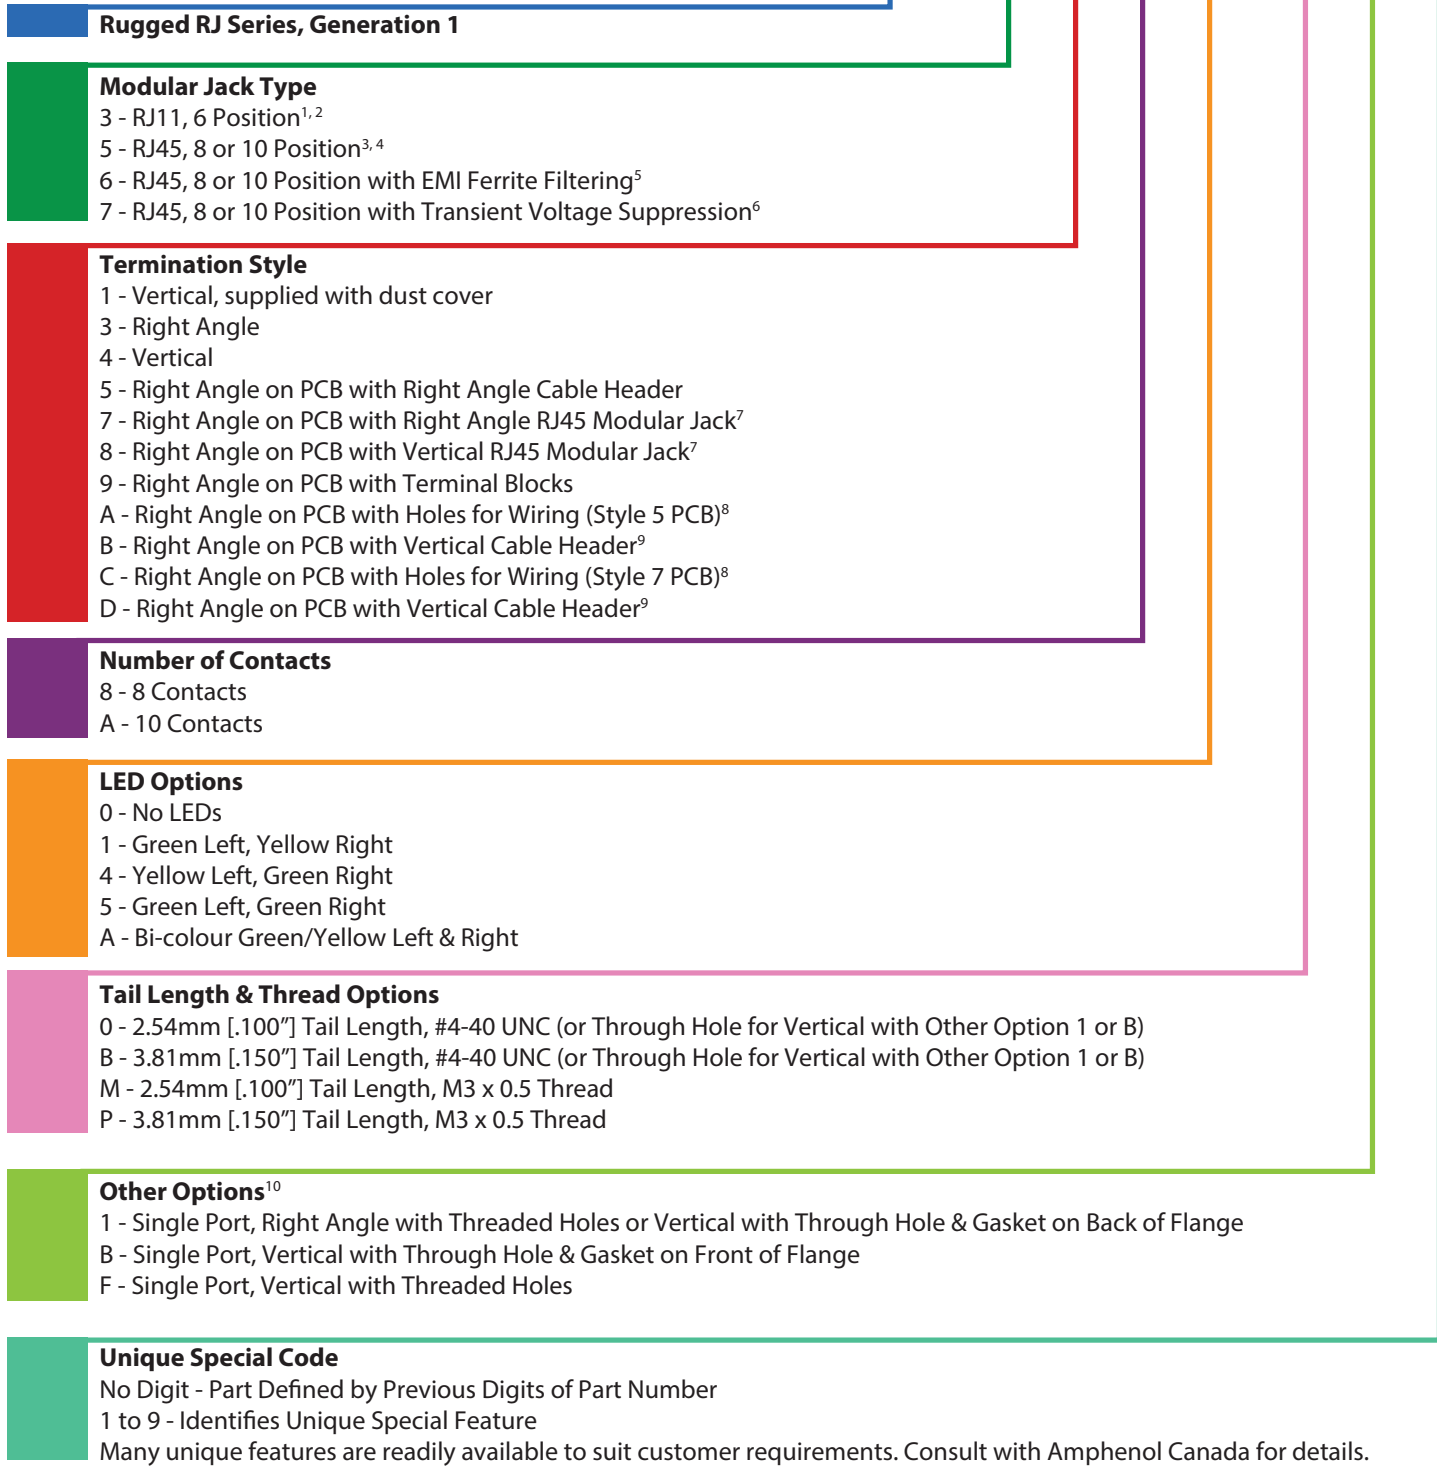 Rugged RJ Series, Generation 1
Modular Jack Type
3 - RJ11, 6 Position1, 2
5 - RJ45, 8 or 10 Position3, 4
6 - RJ45, 8 or 10 Position with EMI Ferrite Filtering5
7 - RJ45, 8 or 10 Position with Transient Voltage Suppression6
Termination Style
1 - Vertical, supplied with dust cover
3 - Right Angle
4 - Vertical
5 - Right Angle on PCB with Right Angle Cable Header
7 - Right Angle on PCB with Right Angle RJ45 Modular Jack7
8 - Right Angle on PCB with Vertical RJ45 Modular Jack7
9 - Right Angle on PCB with Terminal Blocks
A - Right Angle on PCB with Holes for Wiring (Style 5 PCB)8
B - Right Angle on PCB with Vertical Cable Header9
C - Right Angle on PCB with Holes for Wiring (Style 7 PCB)8
D - Right Angle on PCB with Vertical Cable Header9
Number of Contacts
8 - 8 Contacts
A - 10 Contacts
LED Options
0 - No LEDs
1 - Green Left, Yellow Right
4 - Yellow Left, Green Right
5 - Green Left, Green Right
A - Bi-colour Green/Yellow Left & Right
Tail Length & Thread Options
0 - 2.54mm [.100”] Tail Length, #4-40 UNC (or Through Hole for Vertical with Other Option 1 or B)
B - 3.81mm [.150”] Tail Length, #4-40 UNC (or Through Hole for Vertical with Other Option 1 or B)
M - 2.54mm [.100”] Tail Length, M3 x 0.5 Thread
P - 3.81mm [.150”] Tail Length, M3 x 0.5 Thread
Other Options10
1 - Single Port, Right Angle with Threaded Holes or Vertical with Through Hole & Gasket on Back of Flange
B - Single Port, Vertical with Through Hole & Gasket on Front of Flange
F - Single Port, Vertical with Threaded Holes
Unique Special Code
No Digit - Part Defined by Previous Digits of Part Number
1 to 9 - Identifies Unique Special Feature
Many unique features are readily available to suit customer requirements. Consult with Amphenol Canada for details.